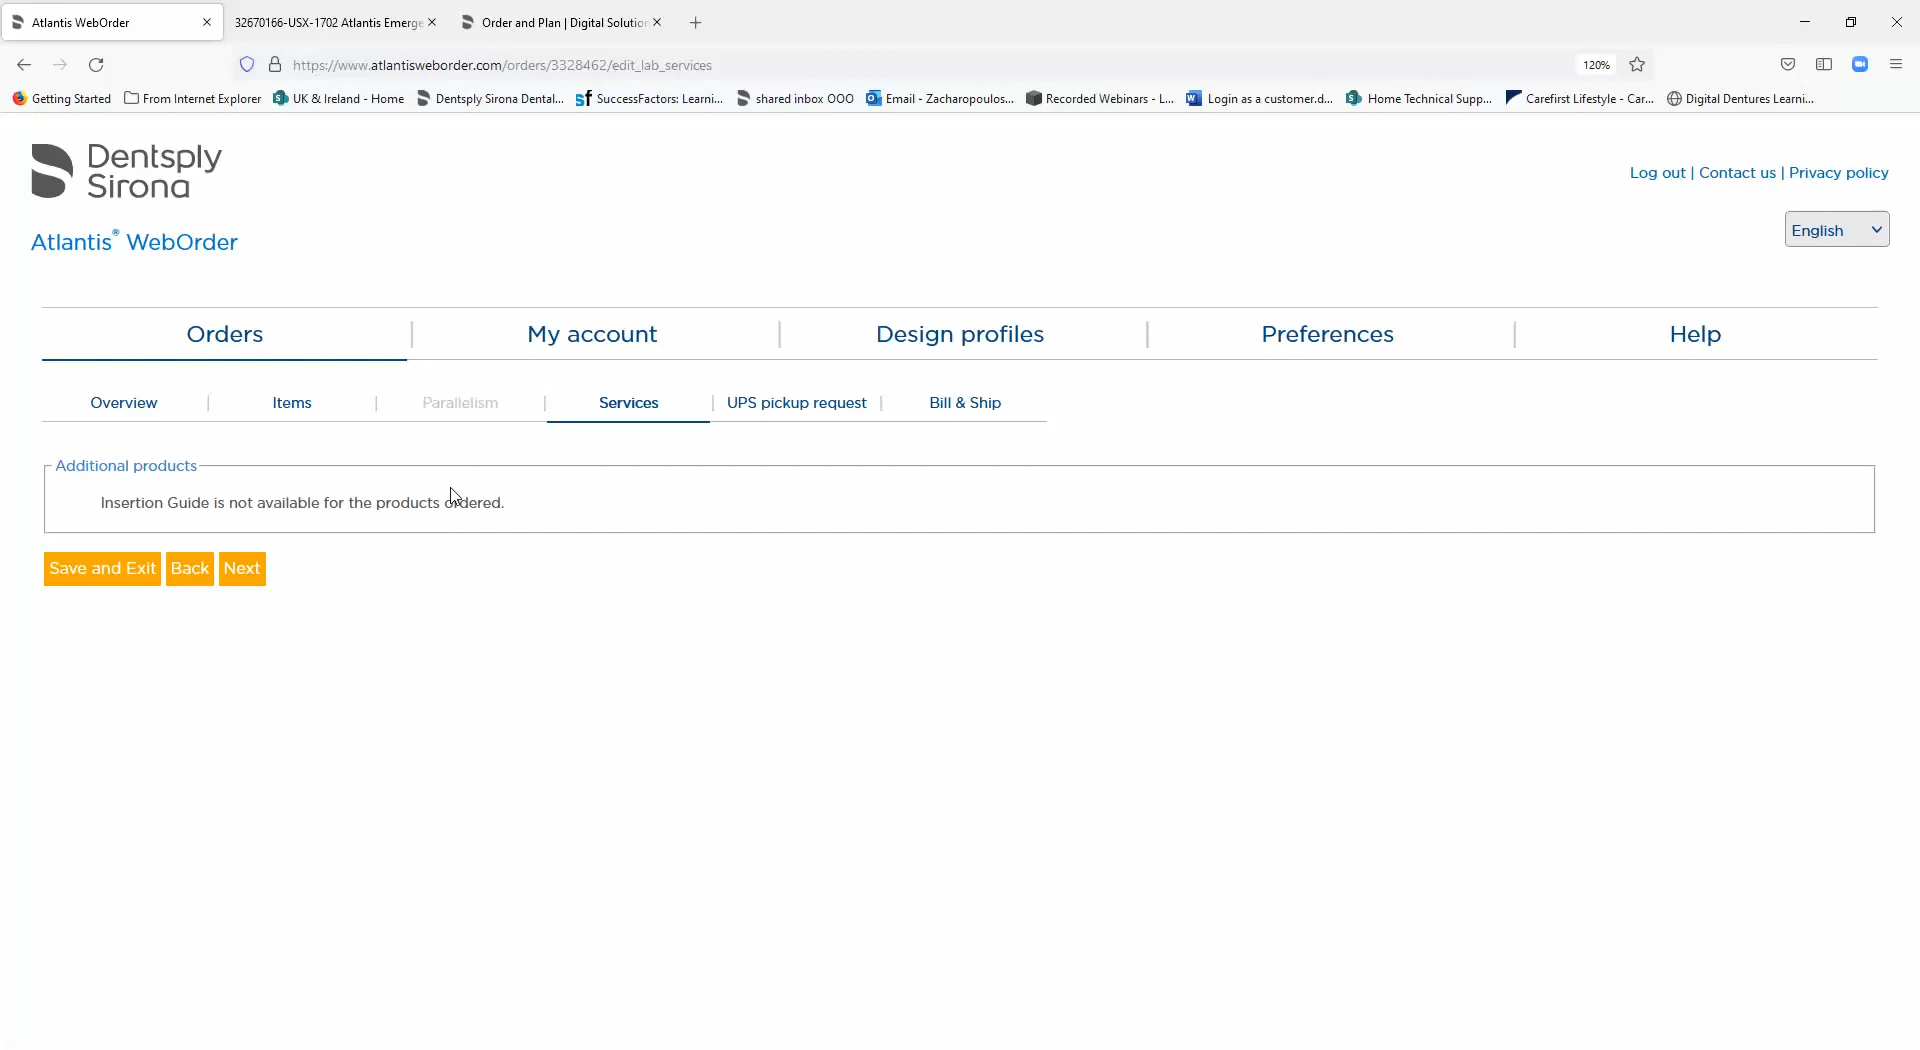 Atlantis WebOrder
32670166-USX-1702 Atlantis Emerge
Order and Plan | Digital Solution
https://www.atlantisweborder.com/orders/3328462/edit_lab_services
120%
Getting Started
From Internet Explorer
UK & Ireland - Home
Dentsply Sirona Dental...
SuccessFactors: Learni...
shared inbox OOO
Email - Zacharopoulos...
Recorded Webinars - L...
Login as a customer.d...
Home Technical Supp...
Carefirst Lifestyle - Car...
Digital Dentures Learni...
Dentsply
Sirona
Log out | Contact us | Privacy policy
Atlantis® WebOrder
English
Orders
My account
Design profiles
Preferences
Help
Overview
Items
Parallelism
Services
UPS pickup request
Bill & Ship
Additional products
Insertion Guide is not available for the products ordered.
Save and Exit
Back
Next